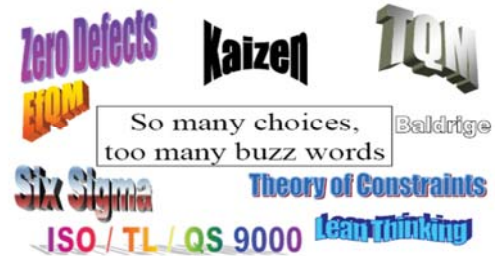 Zero Defects
Kaizen
TQM
EfQM
So many choices,
too many buzz words
Baldrige
Six Sigma
Theory of Constraints
ISO / TL / QS 9000
Lean Thinking